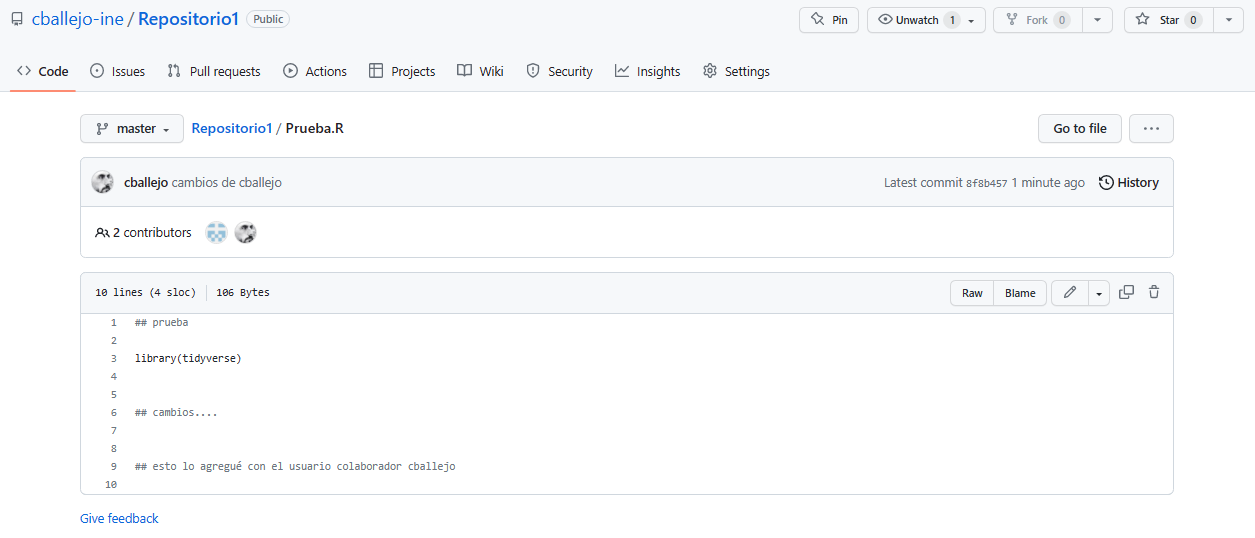 cballejo-ine / Repositorio1 Public
Pin
Unwatch 1
Fork 0
Star 0
Code
Issues
Pull requests
Actions
Projects
Wiki
Security
Insights
Settings
master
Repositorio1 / Prueba.R
Go to file
...
cballejo cambios de cballejo
Latest commit 8f8b457 1 minute ago
History
2 contributors
10 lines (4 sloc) 106 Bytes
Raw
Blame
1 ## prueba
2
3 library(tidyverse)
4
5
6 ## cambios....
7
8
9 ## esto lo agregué con el usuario colaborador cballejo
10
Give feedback